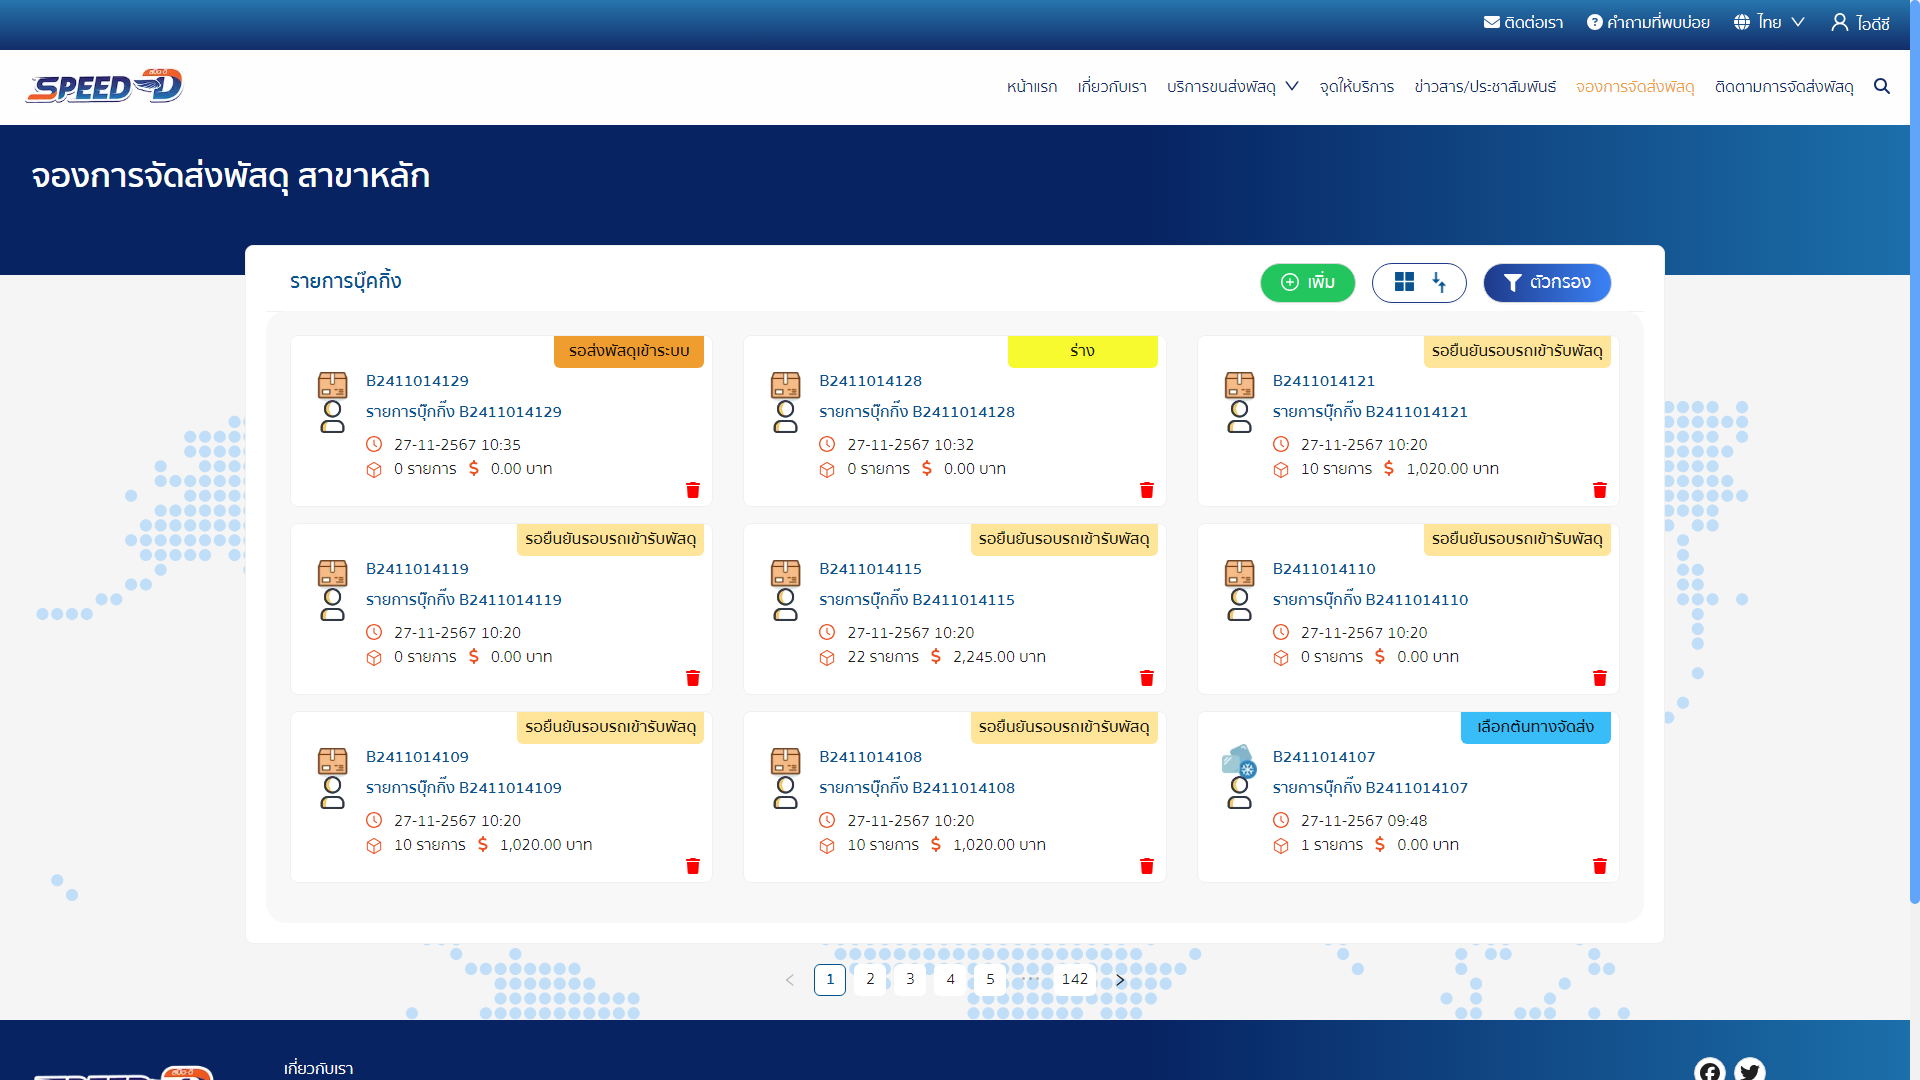 ติดต่อเรา คำถามที่พบบ่อย ไทย ไอดีซี
สปีด-ดี
SPEED-D
หน้าแรก เกี่ยวกับเรา บริการขนส่งพัสดุ จุดให้บริการ ข่าวสาร/ประชาสัมพันธ์ จองการจัดส่งพัสดุ ติดตามการจัดส่งพัสดุ
จองการจัดส่งพัสดุ สาขาหลัก
รายการบุ๊คกิ้ง
เพิ่ม
ตัวกรอง
รอส่งพัสดุเข้าระบบ
B2411014129
รายการบุ๊กกิ๊ง B2411014129
27-11-2567 10:35
0 รายการ $ 0.00 บาท
ร่าง
B2411014128
รายการบุ๊กกิ๊ง B2411014128
27-11-2567 10:32
0 รายการ $ 0.00 บาท
รอยืนยันรอบรถเข้ารับพัสดุ
B2411014121
รายการบุ๊กกิ๊ง B2411014121
27-11-2567 10:20
10 รายการ $ 1,020.00 บาท
รอยืนยันรอบรถเข้ารับพัสดุ
B2411014119
รายการบุ๊กกิ๊ง B2411014119
27-11-2567 10:20
0 รายการ $ 0.00 บาท
รอยืนยันรอบรถเข้ารับพัสดุ
B2411014115
รายการบุ๊กกิ๊ง B2411014115
27-11-2567 10:20
22 รายการ $ 2,245.00 บาท
รอยืนยันรอบรถเข้ารับพัสดุ
B2411014110
รายการบุ๊กกิ๊ง B2411014110
27-11-2567 10:20
0 รายการ $ 0.00 บาท
รอยืนยันรอบรถเข้ารับพัสดุ
B2411014109
รายการบุ๊กกิ๊ง B2411014109
27-11-2567 10:20
10 รายการ $ 1,020.00 บาท
รอยืนยันรอบรถเข้ารับพัสดุ
B2411014108
รายการบุ๊กกิ๊ง B2411014108
27-11-2567 10:20
10 รายการ $ 1,020.00 บาท
เลือกต้นทางจัดส่ง
B2411014107
รายการบุ๊กกิ๊ง B2411014107
27-11-2567 09:48
1 รายการ $ 0.00 บาท
< 1 2 3 4 5 ••• 142 >
เกี่ยวกับเรา